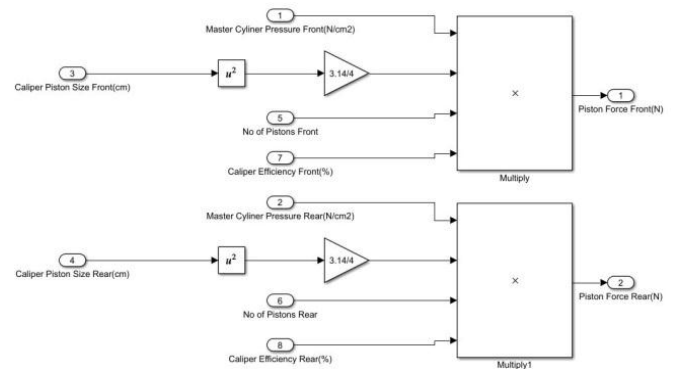 1
Master Cyliner Pressure Front(N/cm2)
3
Caliper Piston Size Front(cm)
u²
3.14/4
5
No of Pistons Front
7
Caliper Efficiency Front(%)
×
Multiply
1
Piston Force Front(N)
2
Master Cyliner Pressure Rear(N/cm2)
4
Caliper Piston Size Rear(cm)
u²
3.14/4
6
No of Pistons Rear
8
Caliper Efficiency Rear(%)
×
Multiply1
2
Piston Force Rear(N)